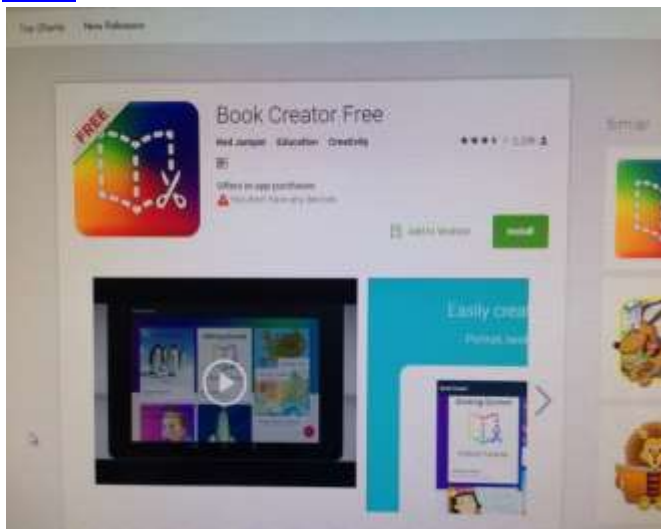 Top Charts New Releases
FREE
Book Creator Free
Red Jumper Education Creativity
Offers in-app purchases
You don't have any devices
Add to Wishlist Install
Easily crea
Similar